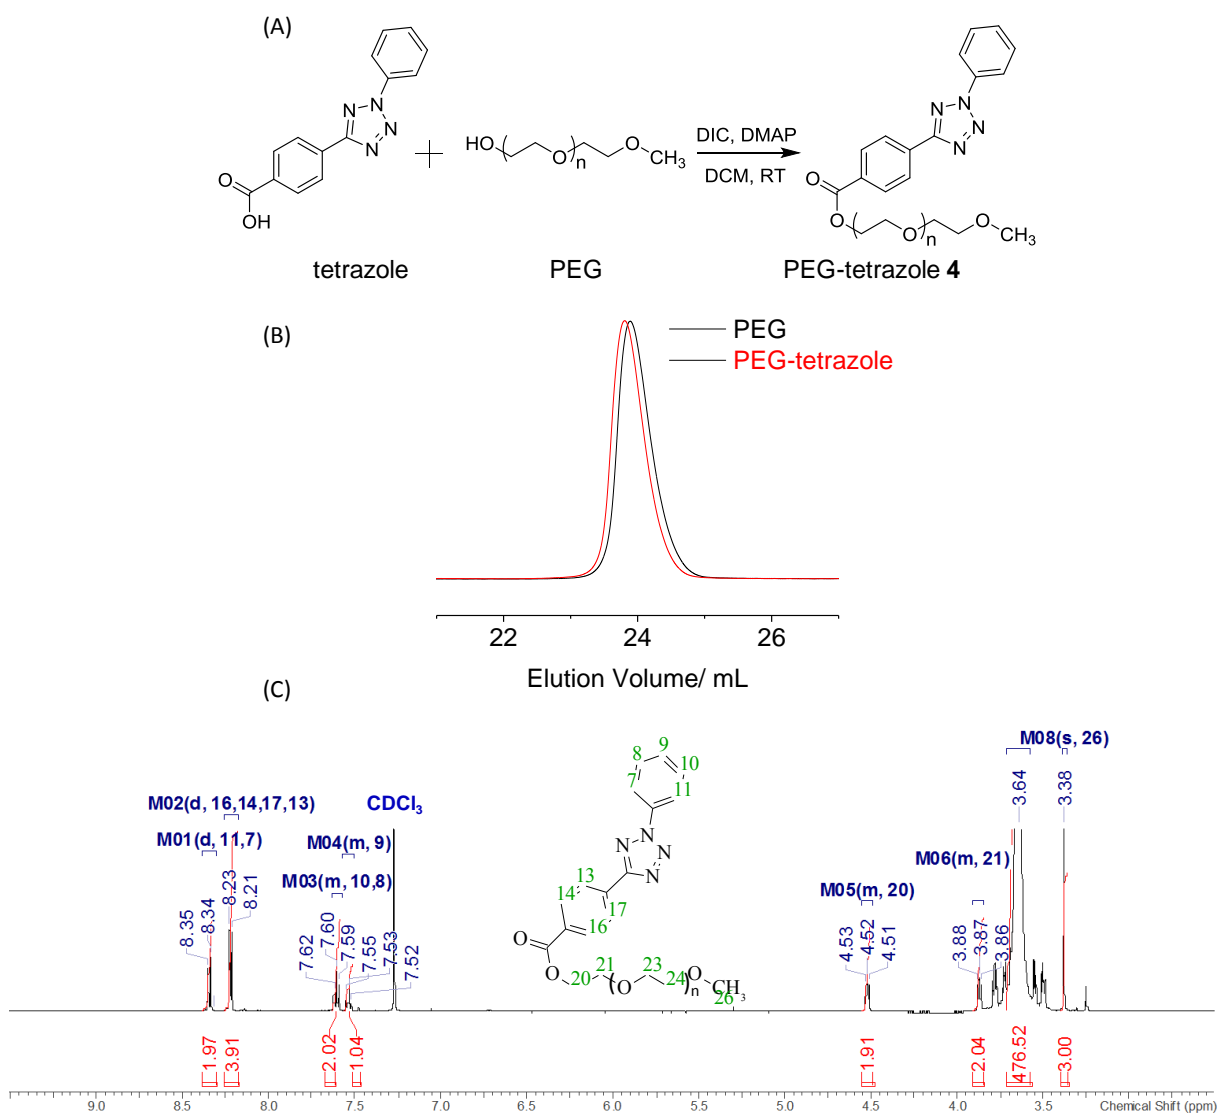 (A)
N
N
N
N
O
OH
HO
(
O
)
n
O
CH3
DIC, DMAP
DCM, RT
N
N
N
N
O
O
(
O
)
n
O
CH3
tetrazole
PEG
PEG-tetrazole 4
(B)
PEG
PEG-tetrazole
22
24
26
Elution Volume/ mL
(C)
M08(s, 26)
M02(d, 16,14,17,13)
CDCl3
M01(d, 11,7)
M04(m, 9)
M03(m, 10,8)
M06(m, 21)
M05(m, 20)
8.35
8.34
8.23
8.21
7.62
7.60
7.59
7.55
7.53
7.52
4.53
4.52
4.51
3.88
3.87
3.86
3.64
3.38
9
8
10
7
11
N
N
N
N
13
14
17
16
O
O
20
21
(
O
23
24
)
n
O
CH3
26
1.97
3.91
2.02
1.04
1.91
2.04
476.52
3.00
9.0 8.5 8.0 7.5 7.0 6.5 6.0 5.5 5.0 4.5 4.0 3.5
Chemical Shift (ppm)